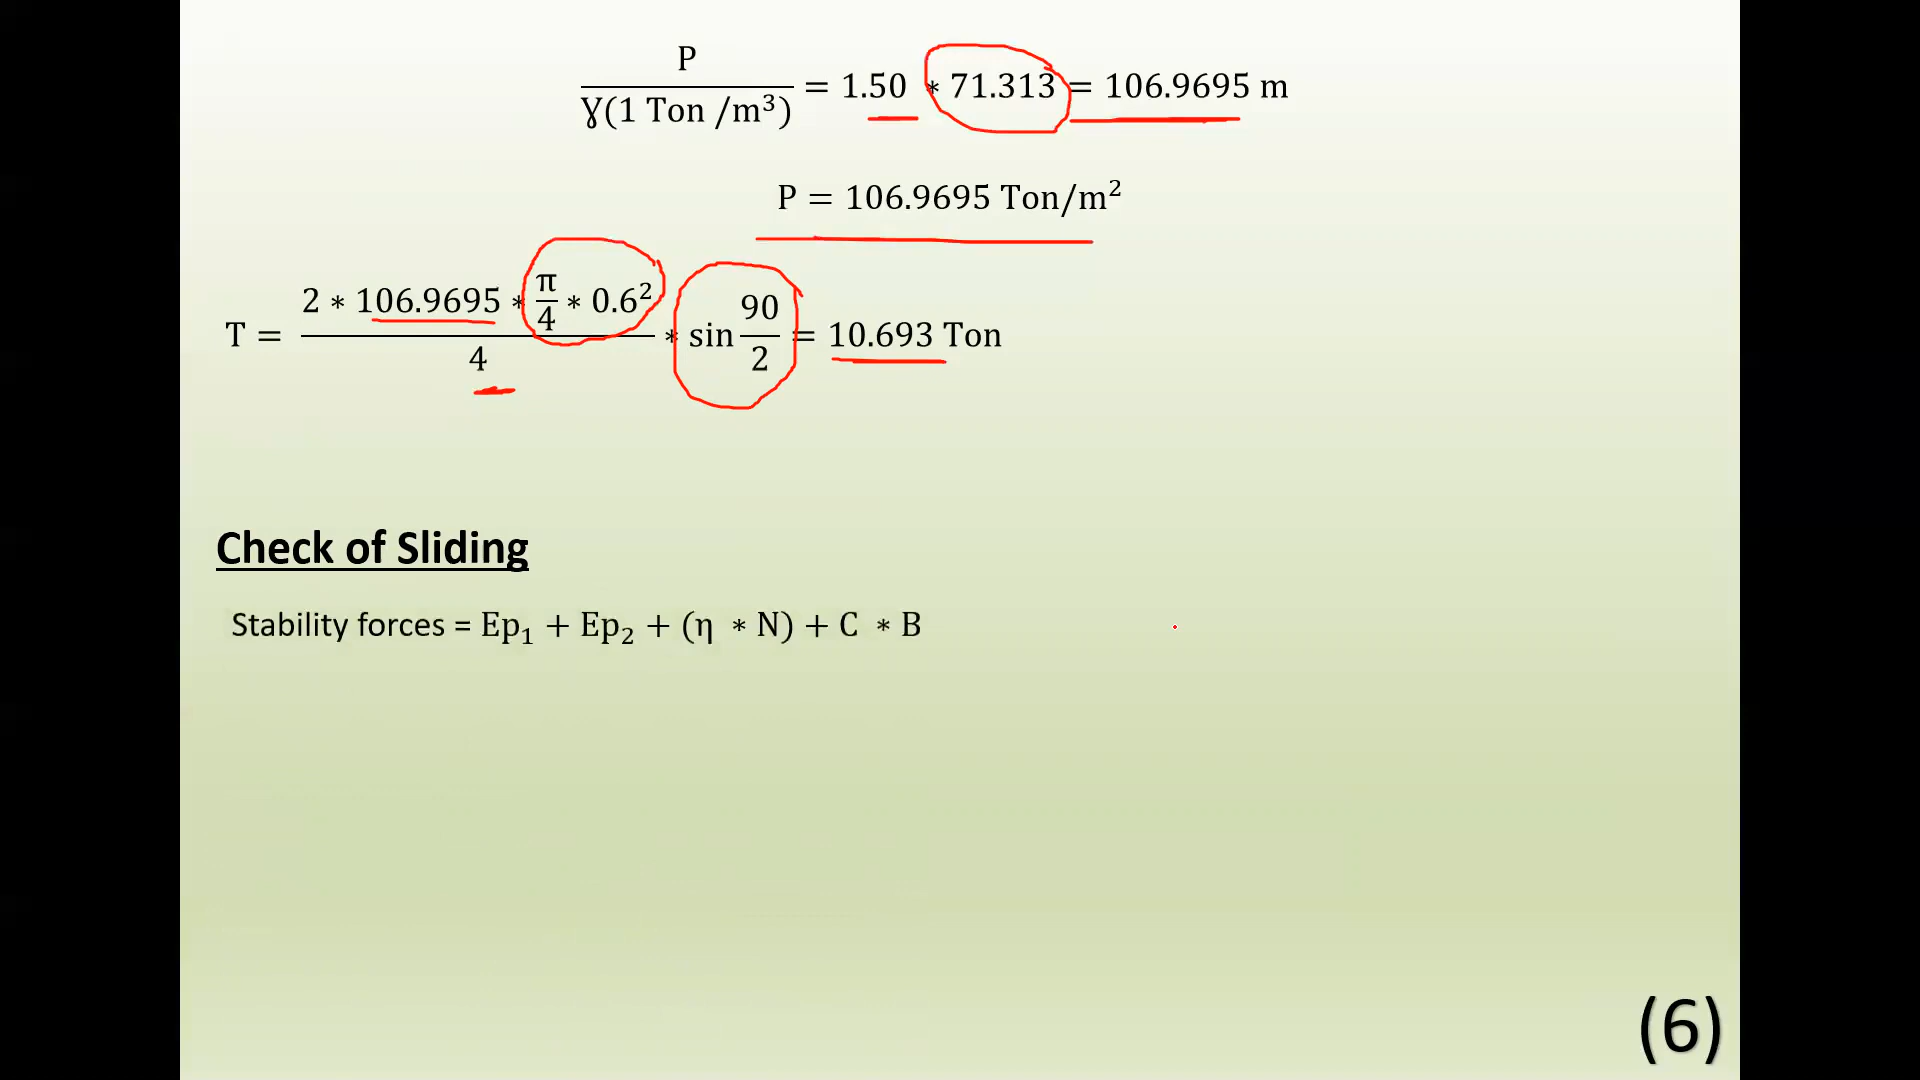 P / Ɣ(1 Ton /m³) = 1.50 * 71.313 = 106.9695 m
P = 106.9695 Ton/m²
T = (2 * 106.9695 * π/4 * 0.6²) / 4 * sin 90/2 = 10.693 Ton
Check of Sliding
Stability forces = Ep₁ + Ep₂ + (η * N) + C * B
(6)